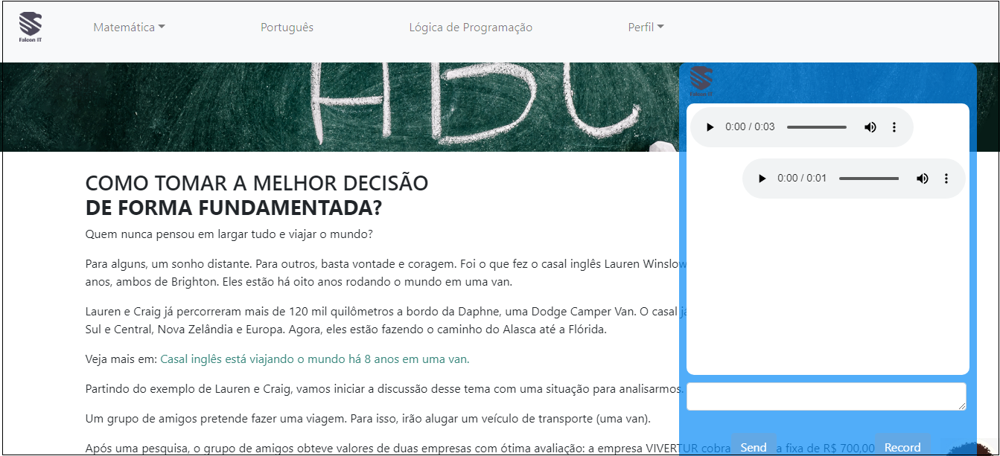 Falcon IT
Matemática
Português
Lógica de Programação
Perfil
ABC
Falcon IT
0:00 / 0:03
0:00 / 0:01
COMO TOMAR A MELHOR DECISÃO
DE FORMA FUNDAMENTADA?
Quem nunca pensou em largar tudo e viajar o mundo?
Para alguns, um sonho distante. Para outros, basta vontade e coragem. Foi o que fez o casal inglês Lauren Winslow
anos, ambos de Brighton. Eles estão há oito anos rodando o mundo em uma van.
Lauren e Craig já percorreram mais de 120 mil quilômetros a bordo da Daphne, uma Dodge Camper Van. O casal já
Sul e Central, Nova Zelândia e Europa. Agora, eles estão fazendo o caminho do Alasca até a Flórida.
Veja mais em: Casal inglês está viajando o mundo há 8 anos em uma van.
Partindo do exemplo de Lauren e Craig, vamos iniciar a discussão desse tema com uma situação para analisarmos.
Um grupo de amigos pretende fazer uma viagem. Para isso, irão alugar um veículo de transporte (uma van).
Após uma pesquisa, o grupo de amigos obteve valores de duas empresas com ótima avaliação: a empresa VIVERTUR cobra a fixa de R$ 700,00
Send
Record